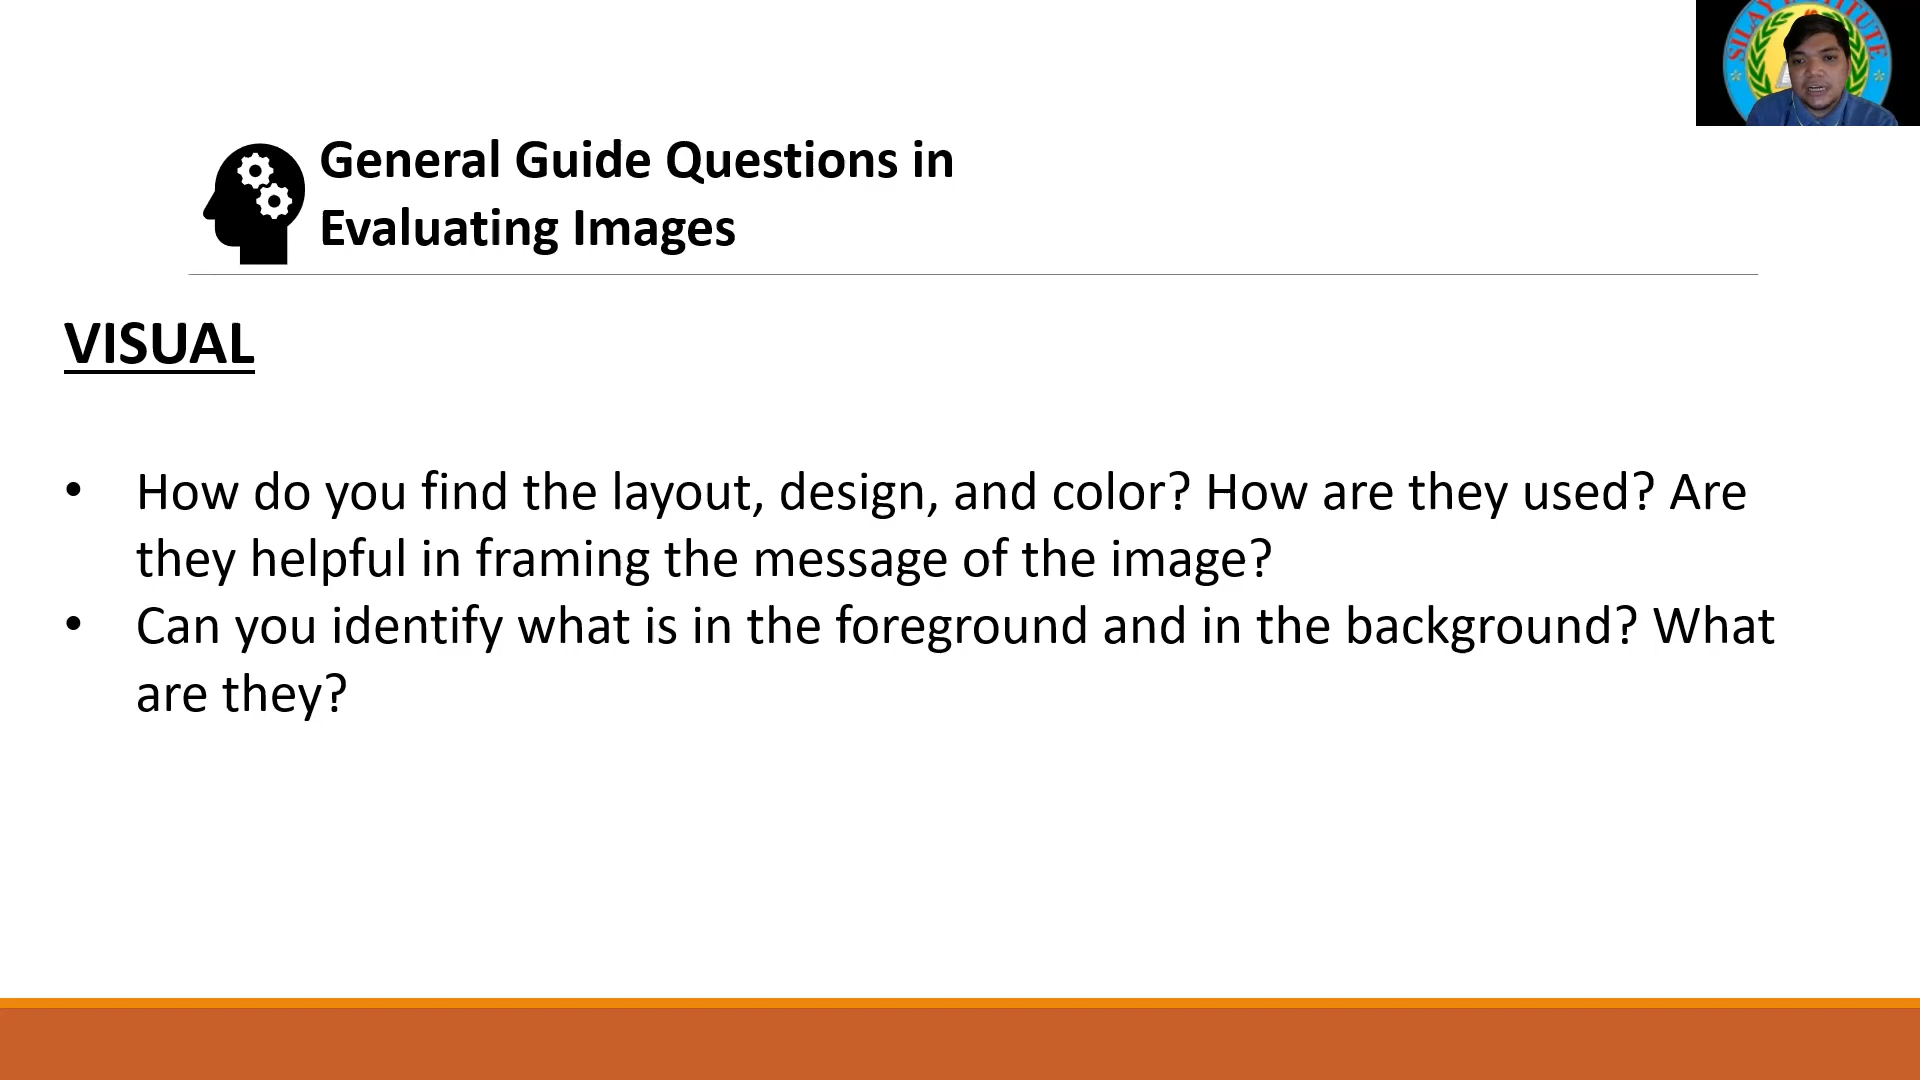 SILAY INSTITUTE
General Guide Questions in
Evaluating Images
VISUAL
• How do you find the layout, design, and color? How are they used? Are
they helpful in framing the message of the image?
• Can you identify what is in the foreground and in the background? What
are they?